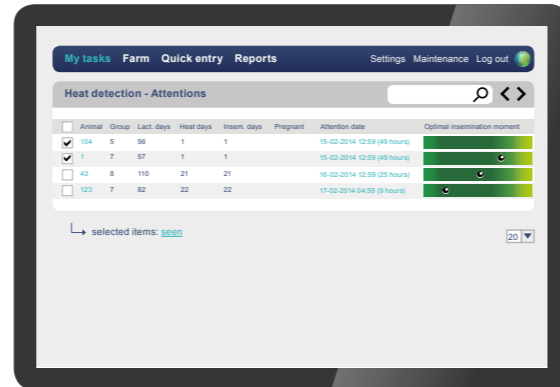 My tasks Farm Quick entry Reports Settings Maintenance Log out
Heat detection - Attentions
Animal Group Lact. days Heat days Insem. days Pregnant Attention date Optimal insemination moment
104 5 56 1 1 15-02-2014 12:59 (49 hours)
1 7 57 1 1 15-02-2014 12:59 (49 hours)
43 8 110 21 21 16-02-2014 12:59 (25 hours)
123 7 82 22 22 17-02-2014 04:59 (9 hours)
selected items: seen
20